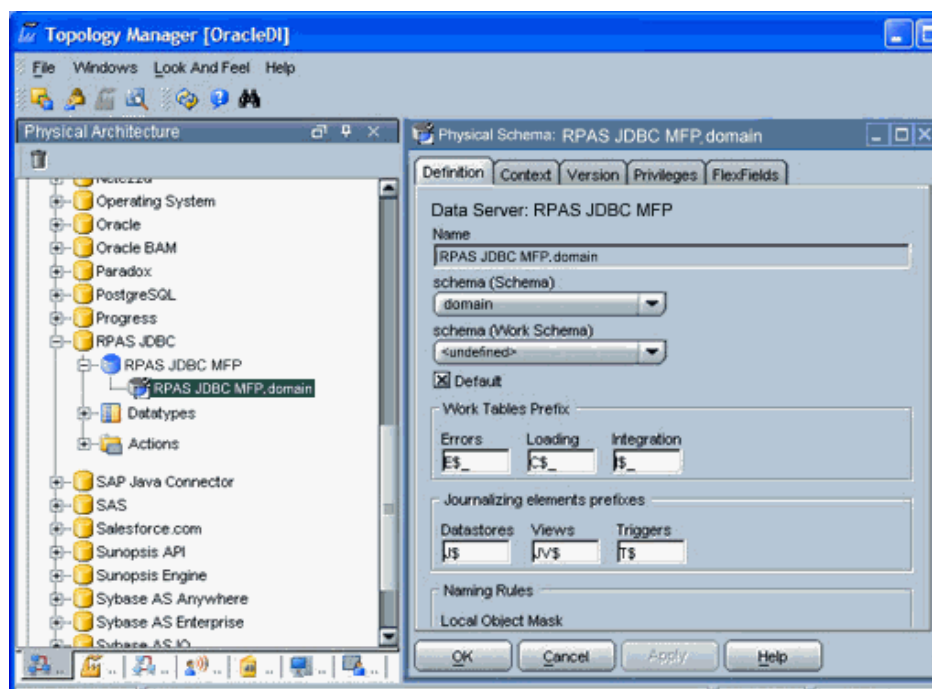 Topology Manager [OracleDI]
File Windows Look And Feel Help
Physical Architecture
Operating System
Oracle
Oracle BAM
Paradox
PostgreSQL
Progress
RPAS JDBC
RPAS JDBC MFP
RPAS JDBC MFP.domain
Datatypes
Actions
SAP Java Connector
SAS
Salesforce.com
Sunopsis API
Sunopsis Engine
Sybase AS Anywhere
Sybase AS Enterprise
Sybase AS IQ
Physical Schema: RPAS JDBC MFP.domain
Definition Context Version Privileges FlexFields
Data Server: RPAS JDBC MFP
Name
RPAS JDBC MFP.domain
schema (Schema)
domain
schema (Work Schema)
<undefined>
Default
Work Tables Prefix
Errors Loading Integration
E$_ C$_ I$_
Journalizing elements prefixes
Datastores Views Triggers
J$ JV$ T$
Naming Rules
Local Object Mask
OK Cancel Apply Help